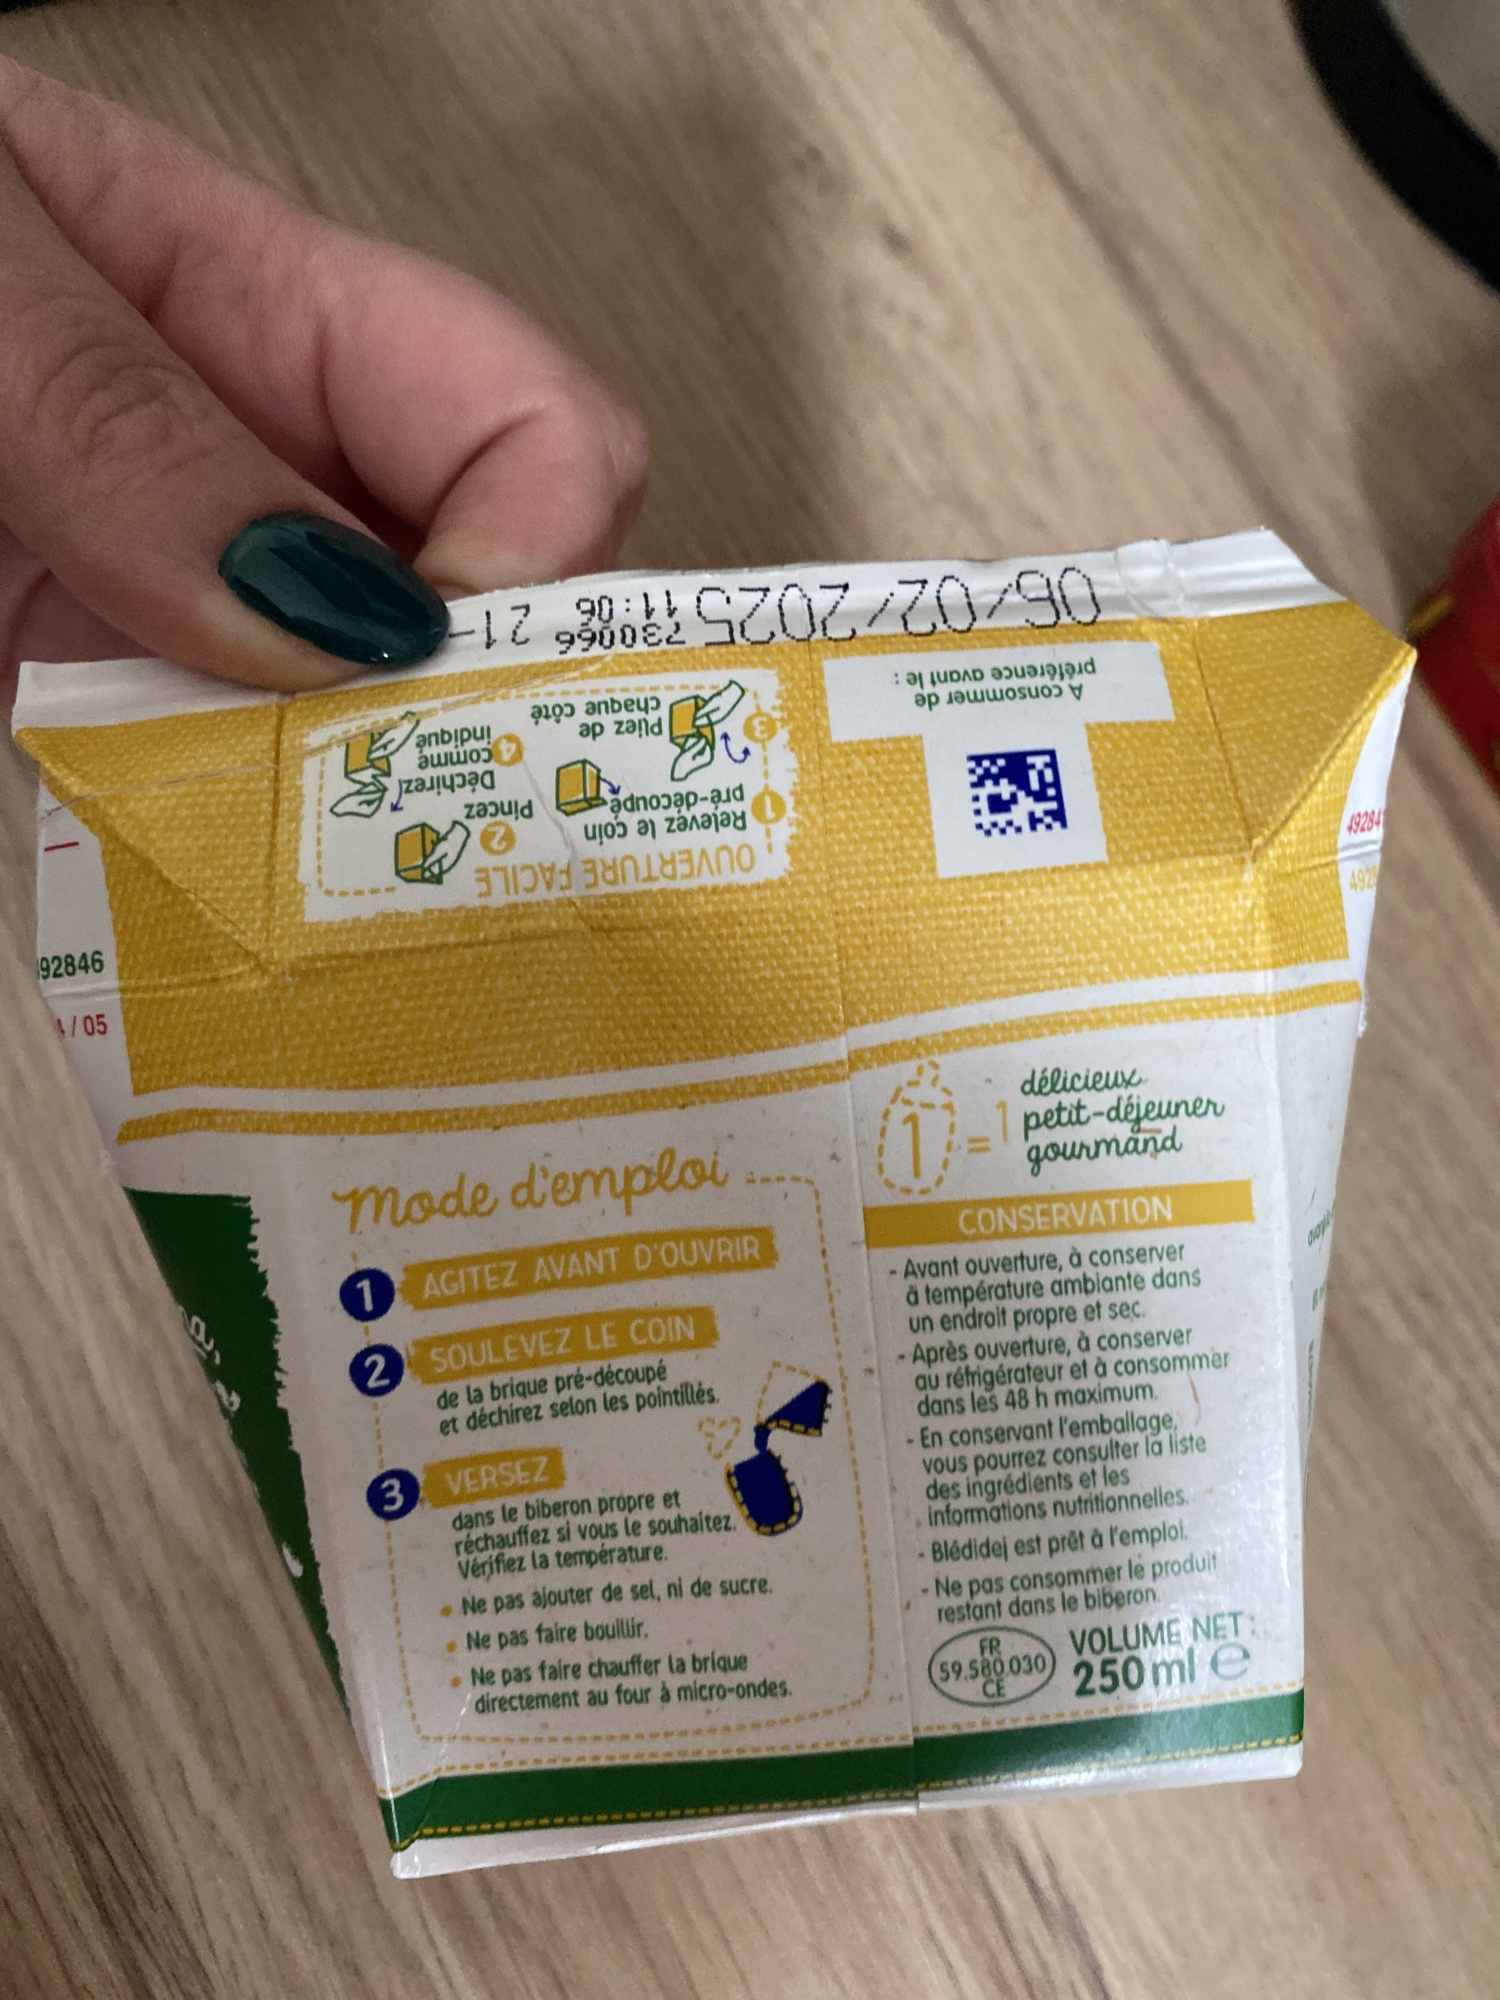 06/02/2025 730066 11:06 21-
A consommer de
préférence avant le :
OUVERTURE FACILE
1 Relevez le coin
pré-découpé
2 Pincez
3 Pliez de
chaque côté
4 Déchirez
comme
indiqué
92846
/ 05
délicieux
1 = 1 petit-déjeuner
gourmand
Mode d'emploi
1 AGITEZ AVANT D'OUVRIR
2 SOULEVEZ LE COIN
de la brique pré-découpé
et déchirez selon les pointillés.
3 VERSEZ
dans le biberon propre et
réchauffez si vous le souhaitez.
Vérifiez la température.
• Ne pas ajouter de sel, ni de sucre.
• Ne pas faire bouillir.
• Ne pas faire chauffer la brique
directement au four à micro-ondes.
CONSERVATION
- Avant ouverture, à conserver
à température ambiante dans
un endroit propre et sec.
- Après ouverture, à conserver
au réfrigérateur et à consommer
dans les 48 h maximum.
- En conservant l'emballage,
vous pourrez consulter la liste
des ingrédients et les
informations nutritionnelles.
- Blédidej est prêt à l'emploi.
- Ne pas consommer le produit
restant dans le biberon.
FR
59.580.030
CE
VOLUME NET :
250 ml e